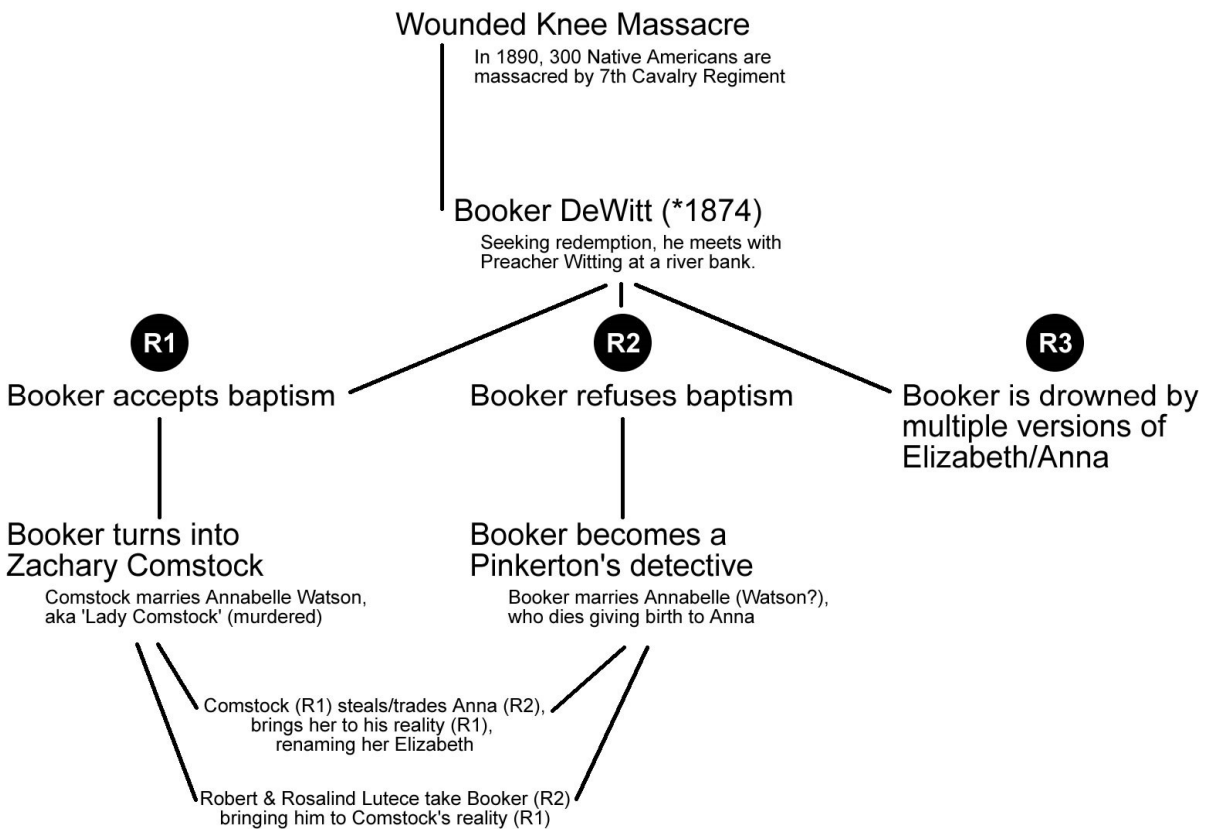 Wounded Knee Massacre
In 1890, 300 Native Americans are
massacred by 7th Cavalry Regiment
Booker DeWitt (*1874)
Seeking redemption, he meets with
Preacher Witting at a river bank.
R1
Booker accepts baptism
R2
Booker refuses baptism
R3
Booker is drowned by
multiple versions of
Elizabeth/Anna
Booker turns into
Zachary Comstock
Comstock marries Annabelle Watson,
aka 'Lady Comstock' (murdered)
Booker becomes a
Pinkerton's detective
Booker marries Annabelle (Watson?),
who dies giving birth to Anna
Comstock (R1) steals/trades Anna (R2),
brings her to his reality (R1),
renaming her Elizabeth
Robert & Rosalind Lutece take Booker (R2)
bringing him to Comstock's reality (R1)